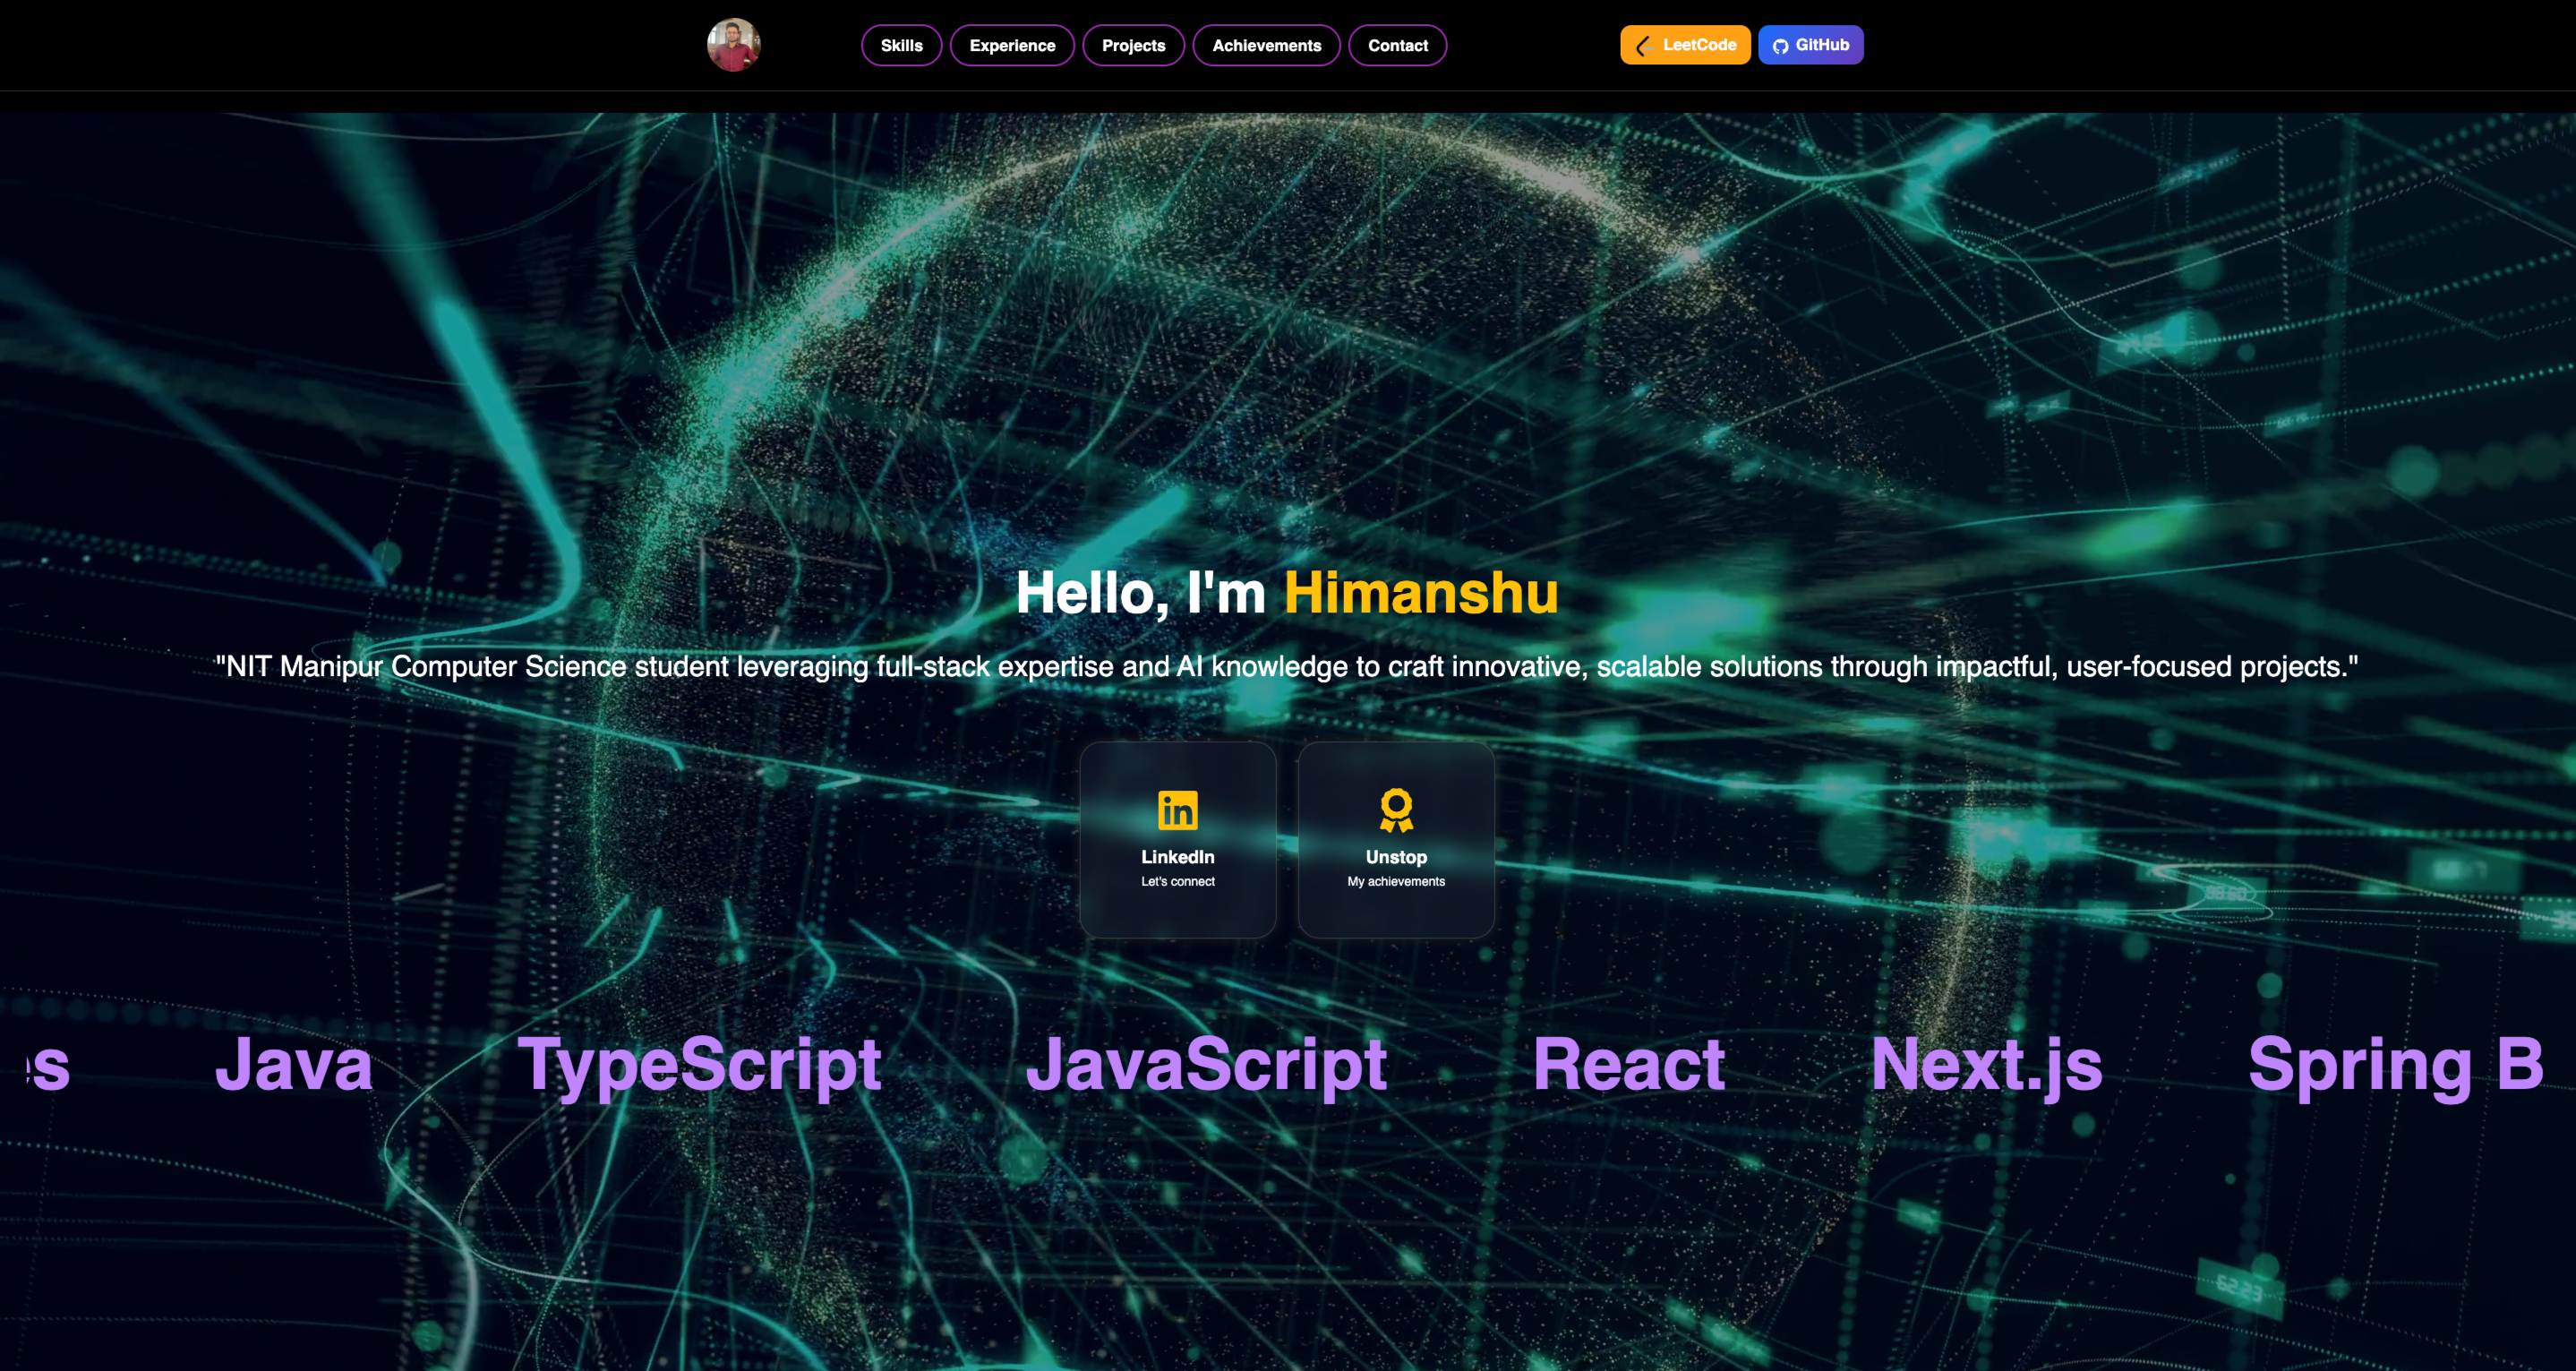 Skills Experience Projects Achievements Contact LeetCode GitHub
Hello, I'm Himanshu
"NIT Manipur Computer Science student leveraging full-stack expertise and AI knowledge to craft innovative, scalable solutions through impactful, user-focused projects."
LinkedIn
Let's connect
Unstop
My achievements
s Java TypeScript JavaScript React Next.js Spring B
62.23